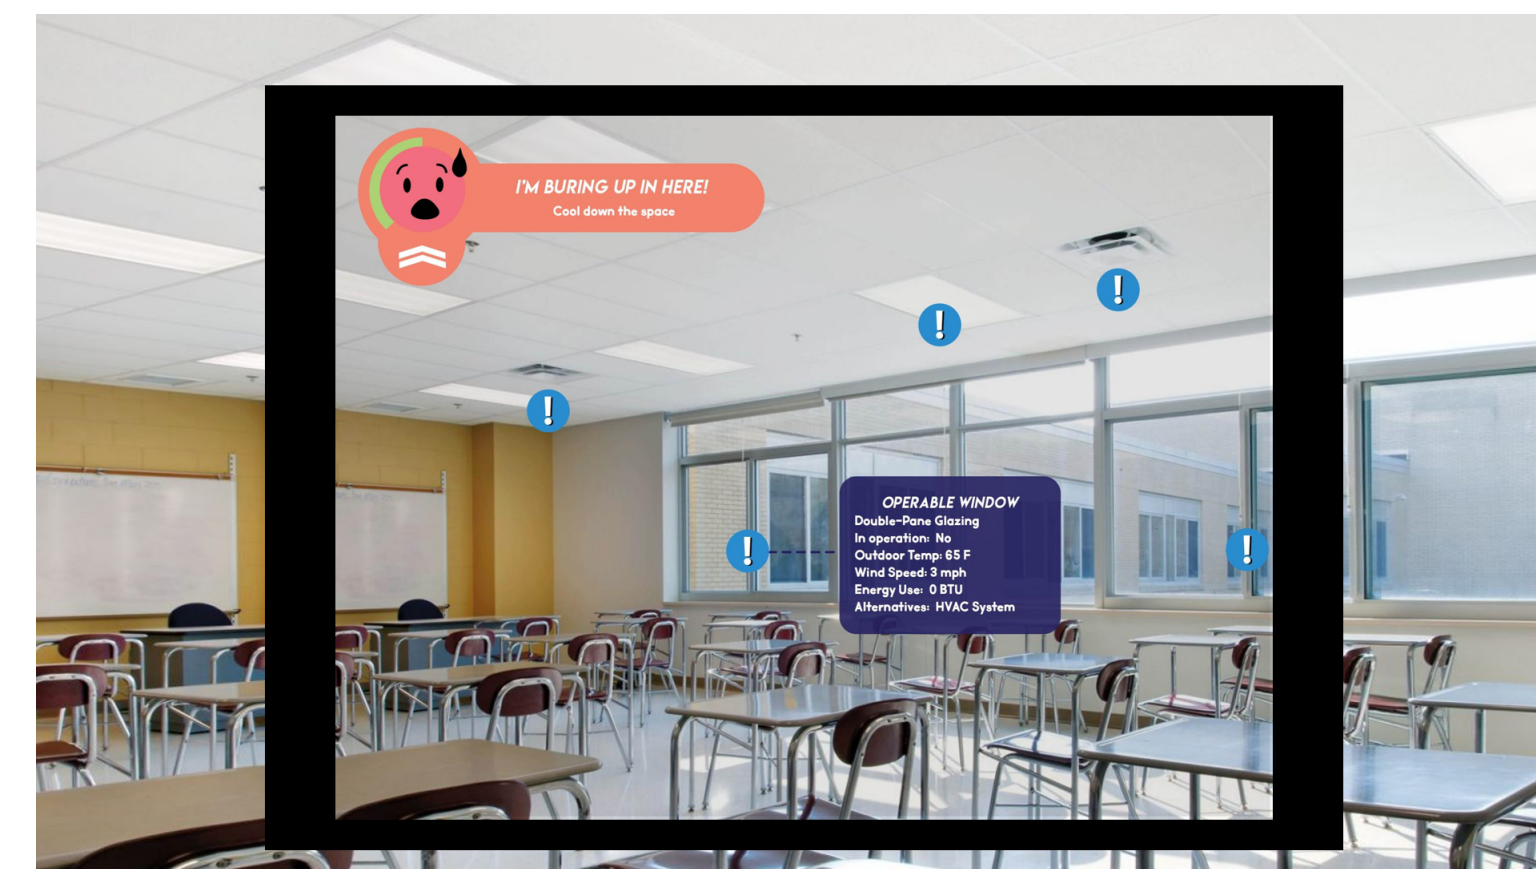 I'M BURING UP IN HERE!
Cool down the space
!
!
!
!
!
OPERABLE WINDOW
Double-Pane Glazing
In operation: No
Outdoor Temp: 65 F
Wind Speed: 3 mph
Energy Use: 0 BTU
Alternatives: HVAC System